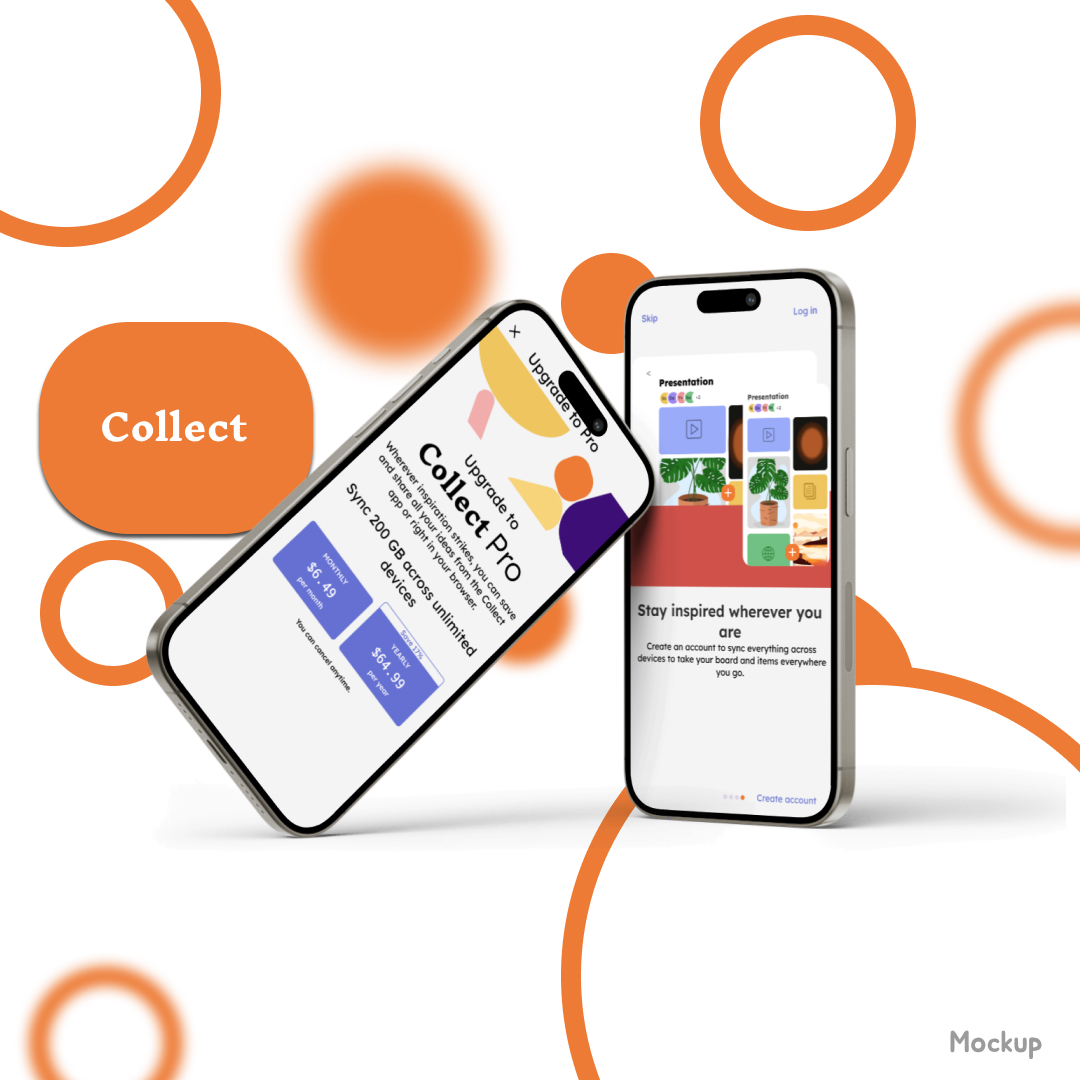 Collect
Upgrade to Pro
Upgrade to
Collect Pro
Wherever inspiration strikes, you can save
and share all your ideas from the Collect
app or right in your browser.
Sync 200 GB across unlimited
devices
MONTHLY
$6.49
per month
Save 17%
YEARLY
$64.99
per year
You can cancel anytime.
Skip
Log in
<
Presentation
+2
Presentation
+2
Stay inspired wherever you
are
Create an account to sync everything across
devices to take your board and items everywhere
you go.
Create account
Mockup